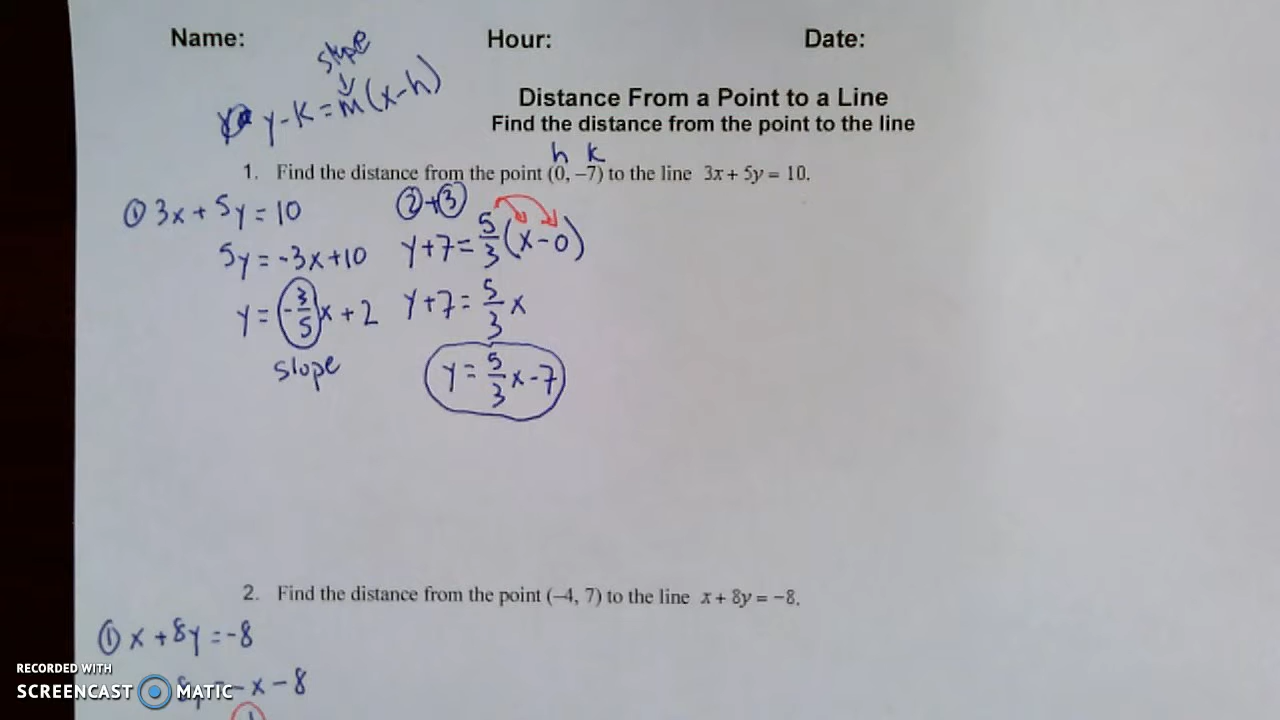 Name: Hour: Date:
slope
y-k=m(x-h)
Distance From a Point to a Line
Find the distance from the point to the line
h k
1. Find the distance from the point (0, −7) to the line 3x + 5y = 10.
① 3x + 5y = 10
5y = -3x+10
y = -3/5 x + 2
slope
②+③
y+7 = 5/3 (x-0)
y+7 = 5/3 x
y = 5/3 x - 7
2. Find the distance from the point (−4, 7) to the line x + 8y = −8.
① x + 8y = -8
8y = -x - 8
RECORDED WITH
SCREENCAST MATIC